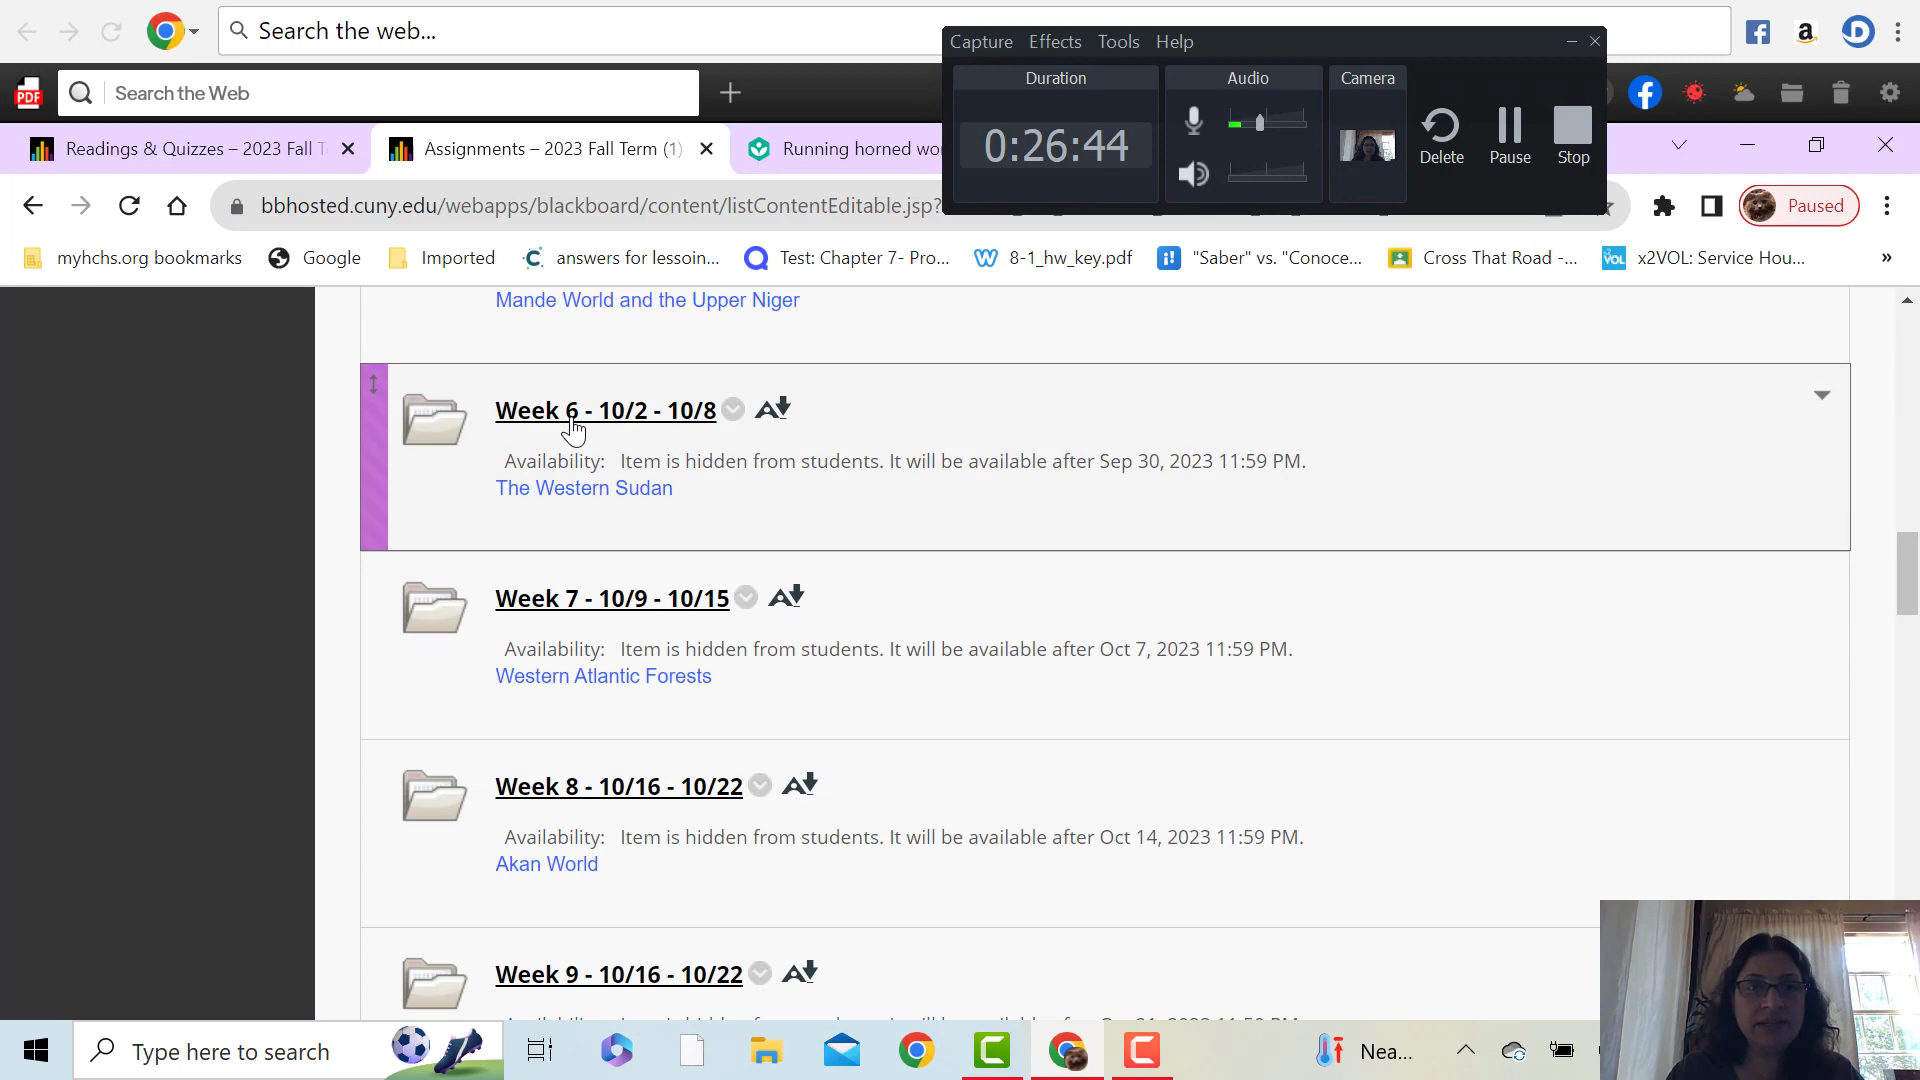 Search the web...
Capture Effects Tools Help
Duration Audio Camera
0:26:44
Delete Pause Stop
PDF
Search the Web
Readings & Quizzes – 2023 Fall T
Assignments – 2023 Fall Term (1)
Running horned wo
bbhosted.cuny.edu/webapps/blackboard/content/listContentEditable.jsp?
Paused
myhchs.org bookmarks
Google
Imported
answers for lessoin...
Test: Chapter 7- Pro...
8-1_hw_key.pdf
"Saber" vs. "Conoce...
Cross That Road -...
x2VOL: Service Hou...
»
Mande World and the Upper Niger
Week 6 - 10/2 - 10/8
Availability: Item is hidden from students. It will be available after Sep 30, 2023 11:59 PM.
The Western Sudan
Week 7 - 10/9 - 10/15
Availability: Item is hidden from students. It will be available after Oct 7, 2023 11:59 PM.
Western Atlantic Forests
Week 8 - 10/16 - 10/22
Availability: Item is hidden from students. It will be available after Oct 14, 2023 11:59 PM.
Akan World
Week 9 - 10/16 - 10/22
Type here to search
Nea...